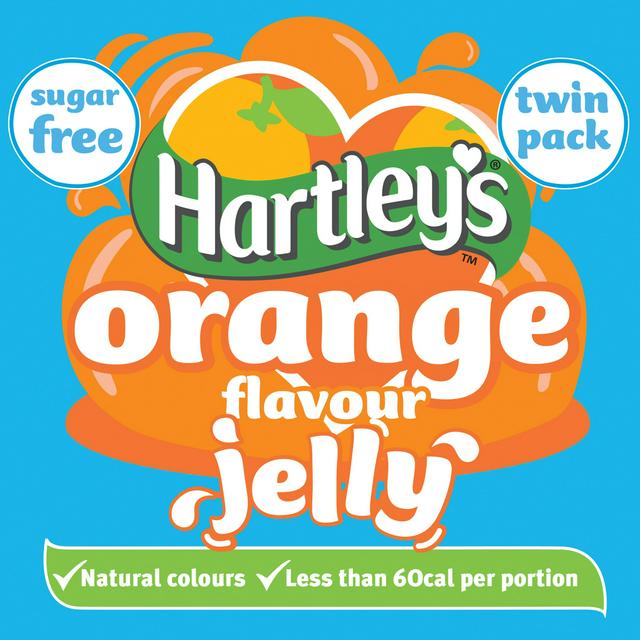 sugar
free
twin
pack
Hartley's®
™
orange
flavour
jelly
✓Natural colours ✓Less than 60cal per portion